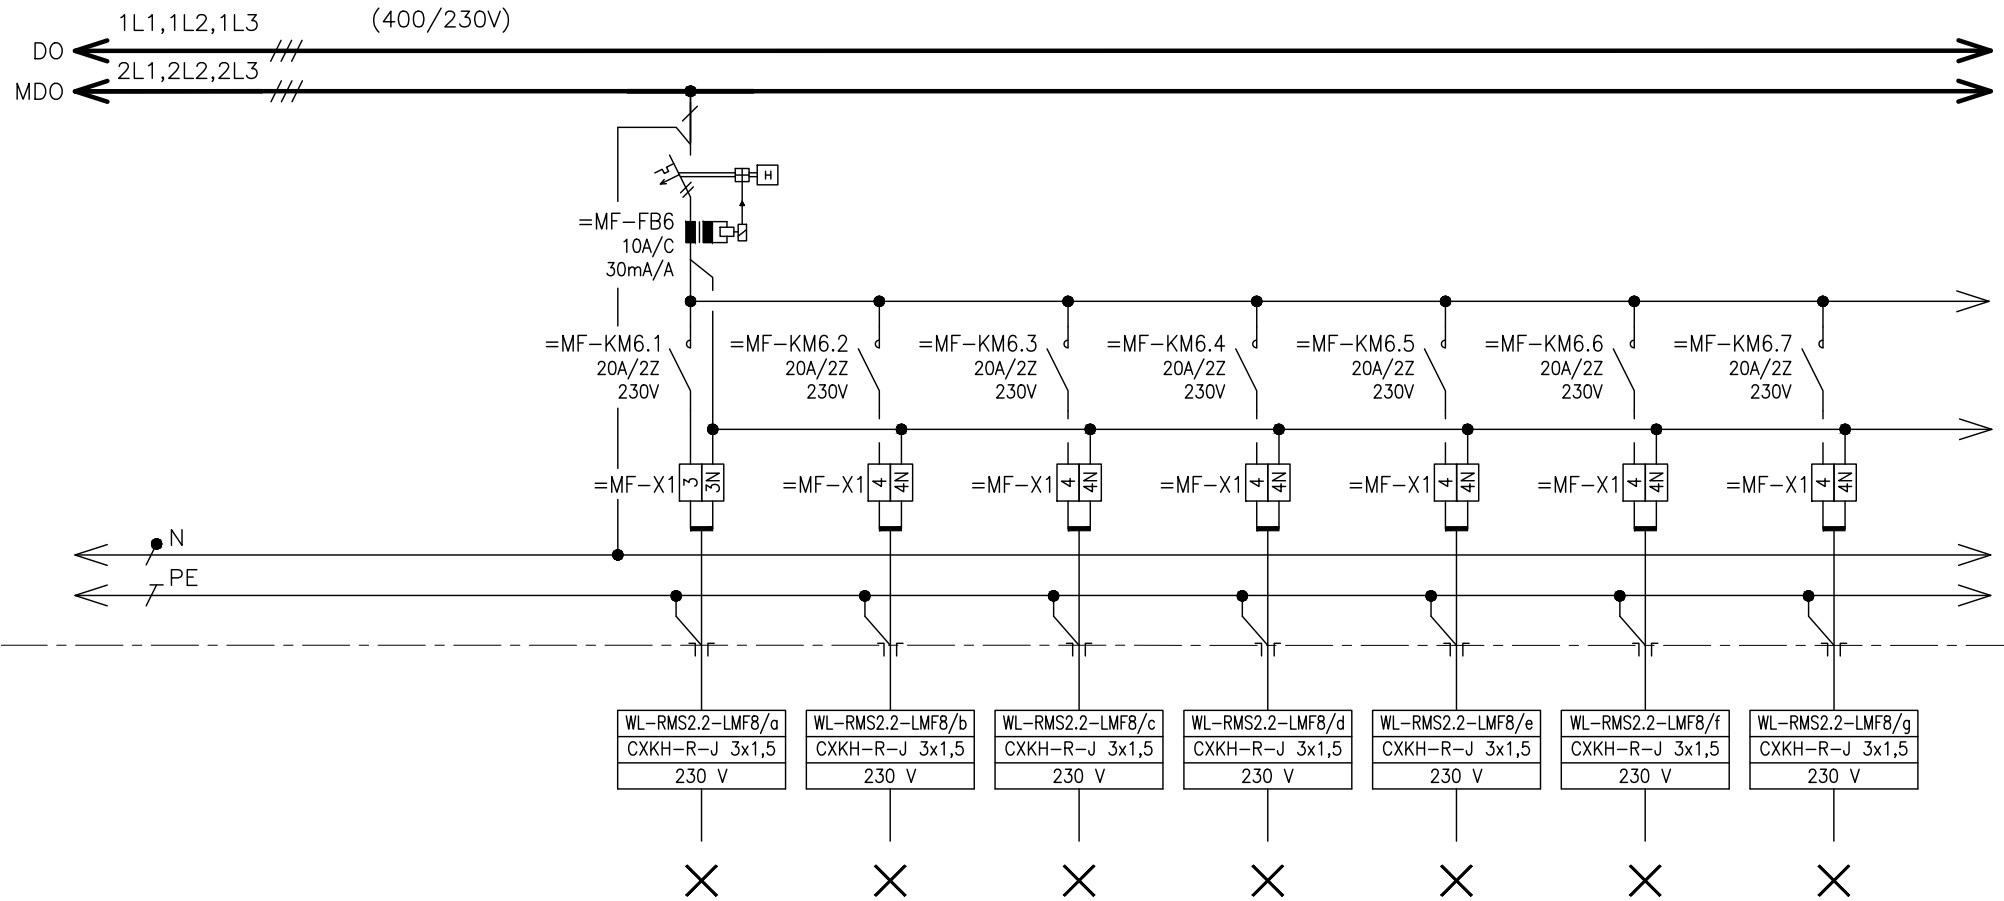 1L1,1L2,1L3 (400/230V)
DO
2L1,2L2,2L3
MDO
H
=MF-FB6
10A/C
30mA/A
=MF-KM6.1 =MF-KM6.2 =MF-KM6.3 =MF-KM6.4 =MF-KM6.5 =MF-KM6.6 =MF-KM6.7
20A/2Z 20A/2Z 20A/2Z 20A/2Z 20A/2Z 20A/2Z 20A/2Z
230V 230V 230V 230V 230V 230V 230V
=MF-X1 3 3N =MF-X1 4 4N =MF-X1 4 4N =MF-X1 4 4N =MF-X1 4 4N =MF-X1 4 4N =MF-X1 4 4N
N
PE
WL-RMS2.2-LMF8/a WL-RMS2.2-LMF8/b WL-RMS2.2-LMF8/c WL-RMS2.2-LMF8/d WL-RMS2.2-LMF8/e WL-RMS2.2-LMF8/f WL-RMS2.2-LMF8/g
CXKH-R-J 3x1,5 CXKH-R-J 3x1,5 CXKH-R-J 3x1,5 CXKH-R-J 3x1,5 CXKH-R-J 3x1,5 CXKH-R-J 3x1,5 CXKH-R-J 3x1,5
230 V 230 V 230 V 230 V 230 V 230 V 230 V